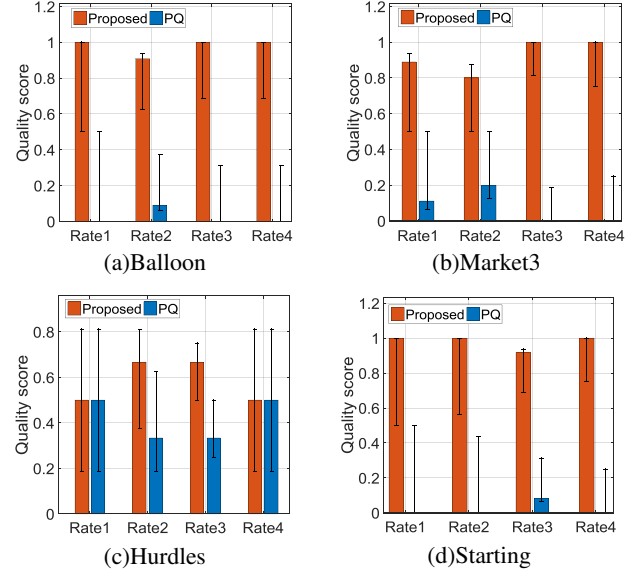 Proposed PQ
1.2
1
0.8
0.6
0.4
0.2
0
Quality score
Rate1 Rate2 Rate3 Rate4
(a)Balloon
Proposed PQ
1.2
1
0.8
0.6
0.4
0.2
0
Quality score
Rate1 Rate2 Rate3 Rate4
(b)Market3
Proposed PQ
0.8
0.6
0.4
0.2
0
Quality score
Rate1 Rate2 Rate3 Rate4
(c)Hurdles
Proposed PQ
1.2
1
0.8
0.6
0.4
0.2
0
Quality score
Rate1 Rate2 Rate3 Rate4
(d)Starting